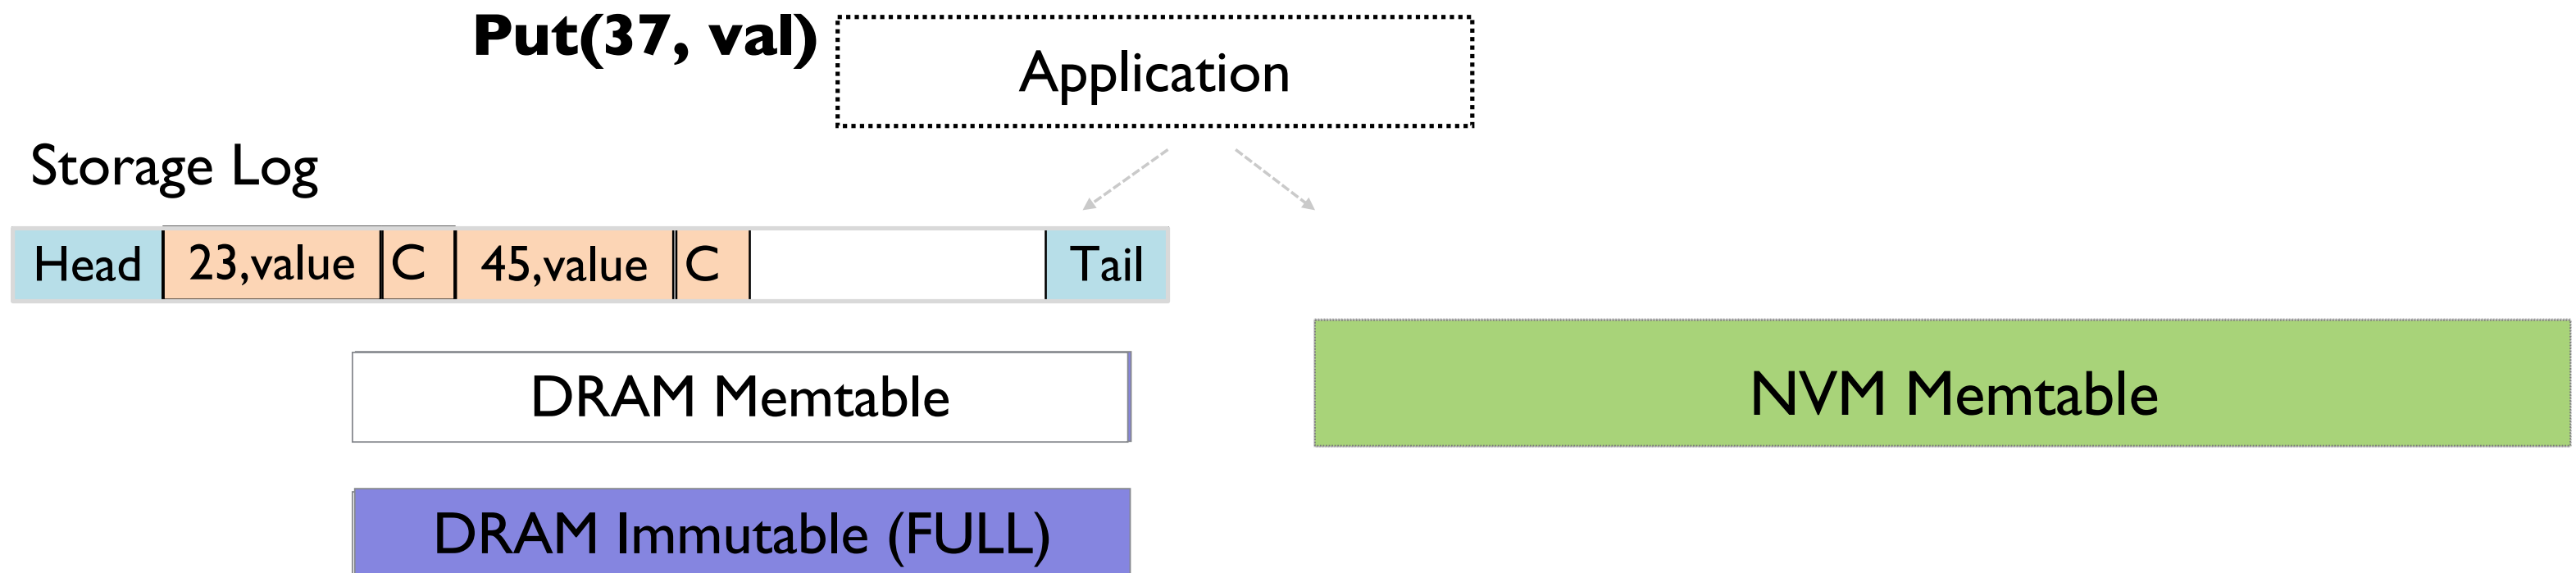 Put(37, val)
Application
Storage Log
Head 23,value C 45,value C Tail
DRAM Memtable
NVM Memtable
DRAM Immutable (FULL)